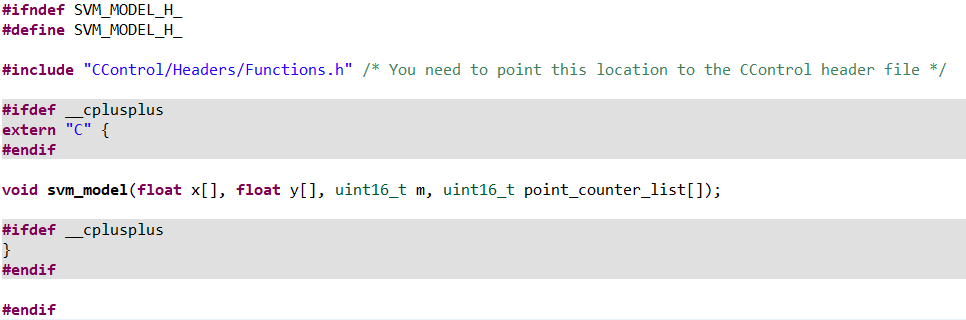 #ifndef SVM_MODEL_H_
#define SVM_MODEL_H_
#include "CControl/Headers/Functions.h" /* You need to point this location to the CControl header file */
#ifdef __cplusplus
extern "C" {
#endif
void svm_model(float x[], float y[], uint16_t m, uint16_t point_counter_list[]);
#ifdef __cplusplus
}
#endif
#endif